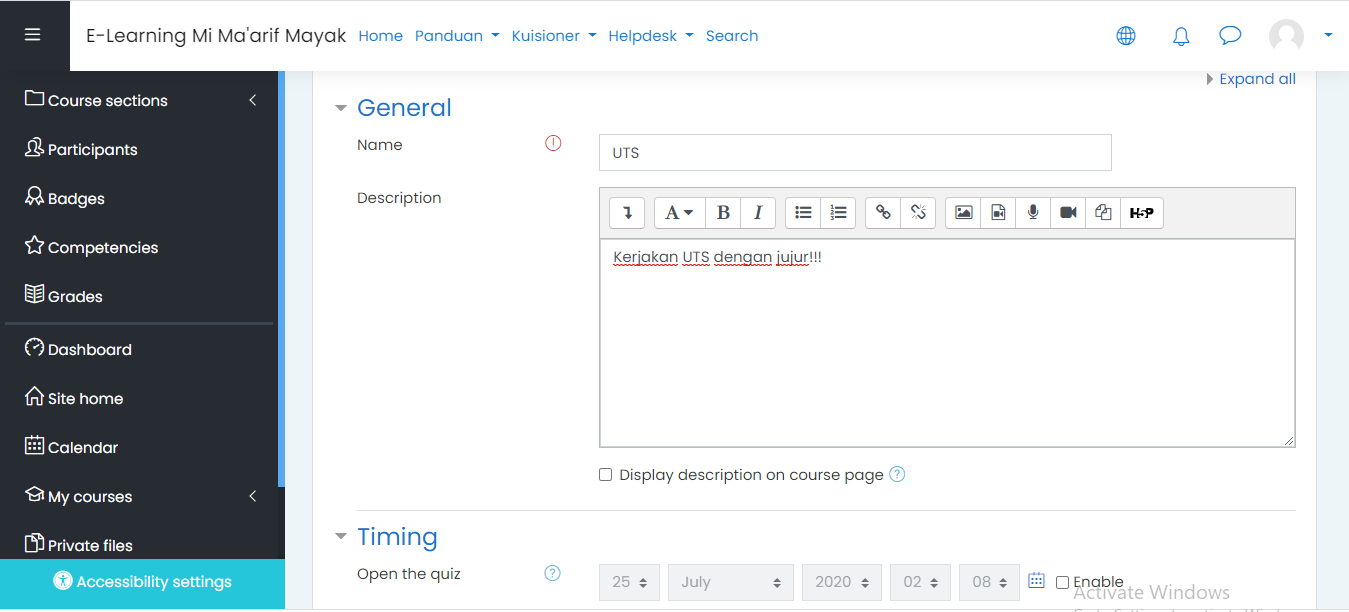 E-Learning Mi Ma'arif Mayak Home Panduan Kuisioner Helpdesk Search
Course sections
Participants
Badges
Competencies
Grades
Dashboard
Site home
Calendar
My courses
Private files
Accessibility settings
Expand all
General
Name
UTS
Description
A B I H5P
Kerjakan UTS dengan jujur!!!
Display description on course page
Timing
Open the quiz
25 July 2020 02 08 Enable
Activate Windows